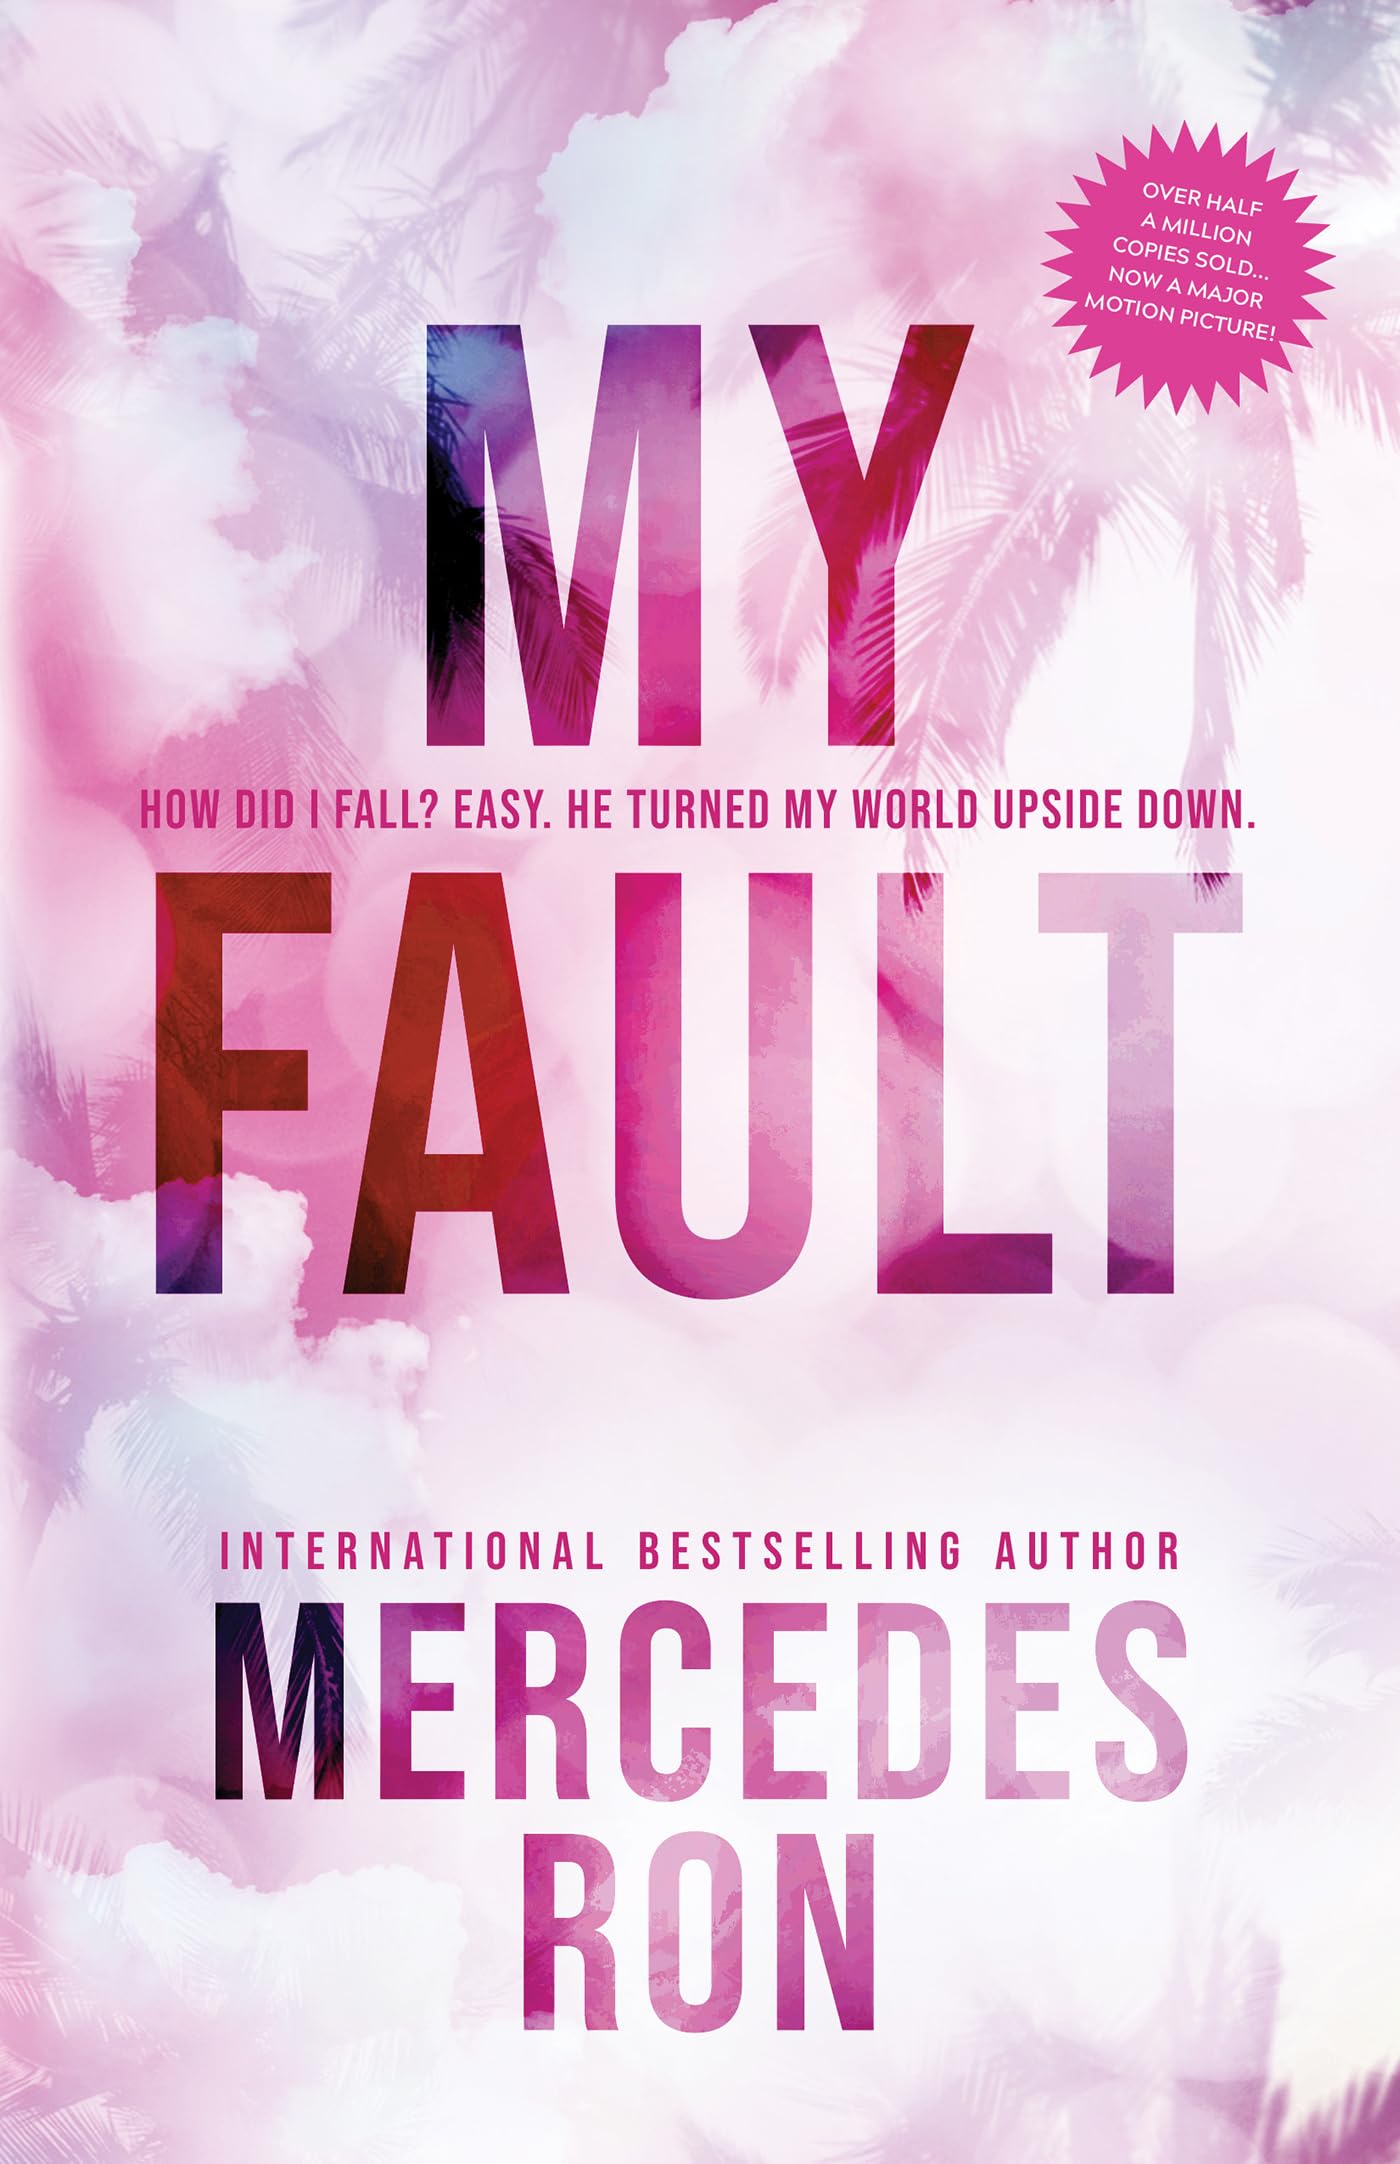 OVER HALF
A MILLION
COPIES SOLD...
NOW A MAJOR
MOTION PICTURE!
MY
HOW DID I FALL? EASY. HE TURNED MY WORLD UPSIDE DOWN.
FAULT
INTERNATIONAL BESTSELLING AUTHOR
MERCEDES
RON